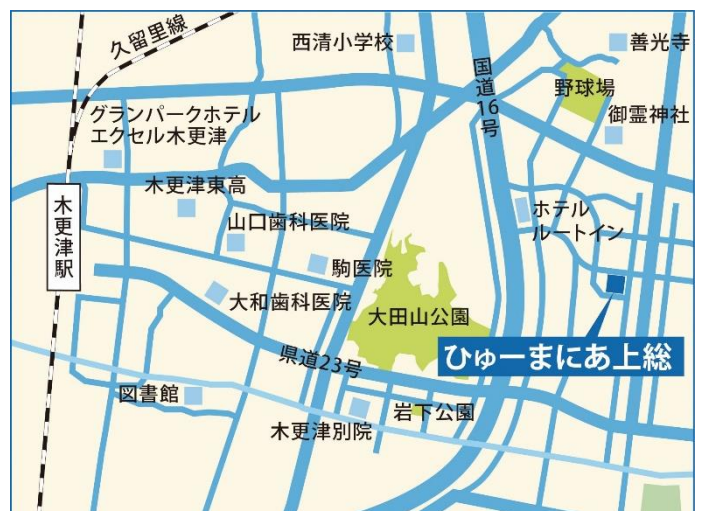 久留里線
西清小学校
国道16号
善光寺
野球場
グランパークホテル
エクセル木更津
御霊神社
木更津東高
木更津駅
山口歯科医院
ホテル
ルートイン
駒医院
大和歯科医院
大田山公園
ひゅーまにあ上総
県道23号
図書館
岩下公園
木更津別院